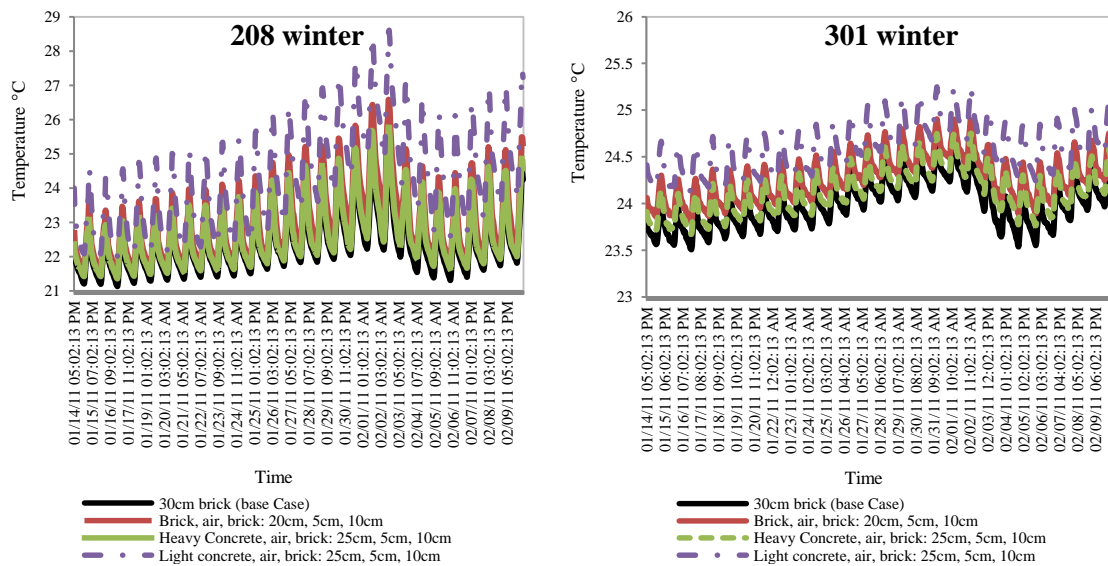 208 winter
29
28
27
26
25
24
23
22
21
Temperature °C
01/14/11 05:02:13 PM
01/15/11 07:02:13 PM
01/16/11 09:02:13 PM
01/17/11 11:02:13 PM
01/19/11 01:02:13 AM
01/20/11 03:02:13 AM
01/21/11 05:02:13 AM
01/22/11 07:02:13 AM
01/23/11 09:02:13 AM
01/24/11 11:02:13 AM
01/25/11 01:02:13 PM
01/26/11 03:02:13 PM
01/27/11 05:02:13 PM
01/28/11 07:02:13 PM
01/29/11 09:02:13 PM
01/30/11 11:02:13 PM
02/01/11 01:02:13 AM
02/02/11 03:02:13 AM
02/03/11 05:02:13 AM
02/04/11 07:02:13 AM
02/05/11 09:02:13 AM
02/06/11 11:02:13 AM
02/07/11 01:02:13 PM
02/08/11 03:02:13 PM
02/09/11 05:02:13 PM
Time
30cm brick (base Case)
Brick, air, brick: 20cm, 5cm, 10cm
Heavy Concrete, air, brick: 25cm, 5cm, 10cm
Light concrete, air, brick: 25cm, 5cm, 10cm
301 winter
26
25.5
25
24.5
24
23.5
23
Temperature °C
01/14/11 05:02:13 PM
01/15/11 06:02:13 PM
01/16/11 07:02:13 PM
01/17/11 08:02:13 PM
01/18/11 09:02:13 PM
01/19/11 10:02:13 PM
01/20/11 11:02:13 PM
01/22/11 12:02:13 AM
01/23/11 01:02:13 AM
01/24/11 02:02:13 AM
01/25/11 03:02:13 AM
01/26/11 04:02:13 AM
01/27/11 05:02:13 AM
01/28/11 06:02:13 AM
01/29/11 07:02:13 AM
01/30/11 08:02:13 AM
01/31/11 09:02:13 AM
02/01/11 10:02:13 AM
02/02/11 11:02:13 AM
02/03/11 12:02:13 PM
02/04/11 01:02:13 PM
02/05/11 02:02:13 PM
02/06/11 03:02:13 PM
02/07/11 04:02:13 PM
02/08/11 05:02:13 PM
02/09/11 06:02:13 PM
Time
30cm brick (base Case)
Brick, air, brick: 20cm, 5cm, 10cm
Heavy Concrete, air, brick: 25cm, 5cm, 10cm
Light concrete, air, brick: 25cm, 5cm, 10cm